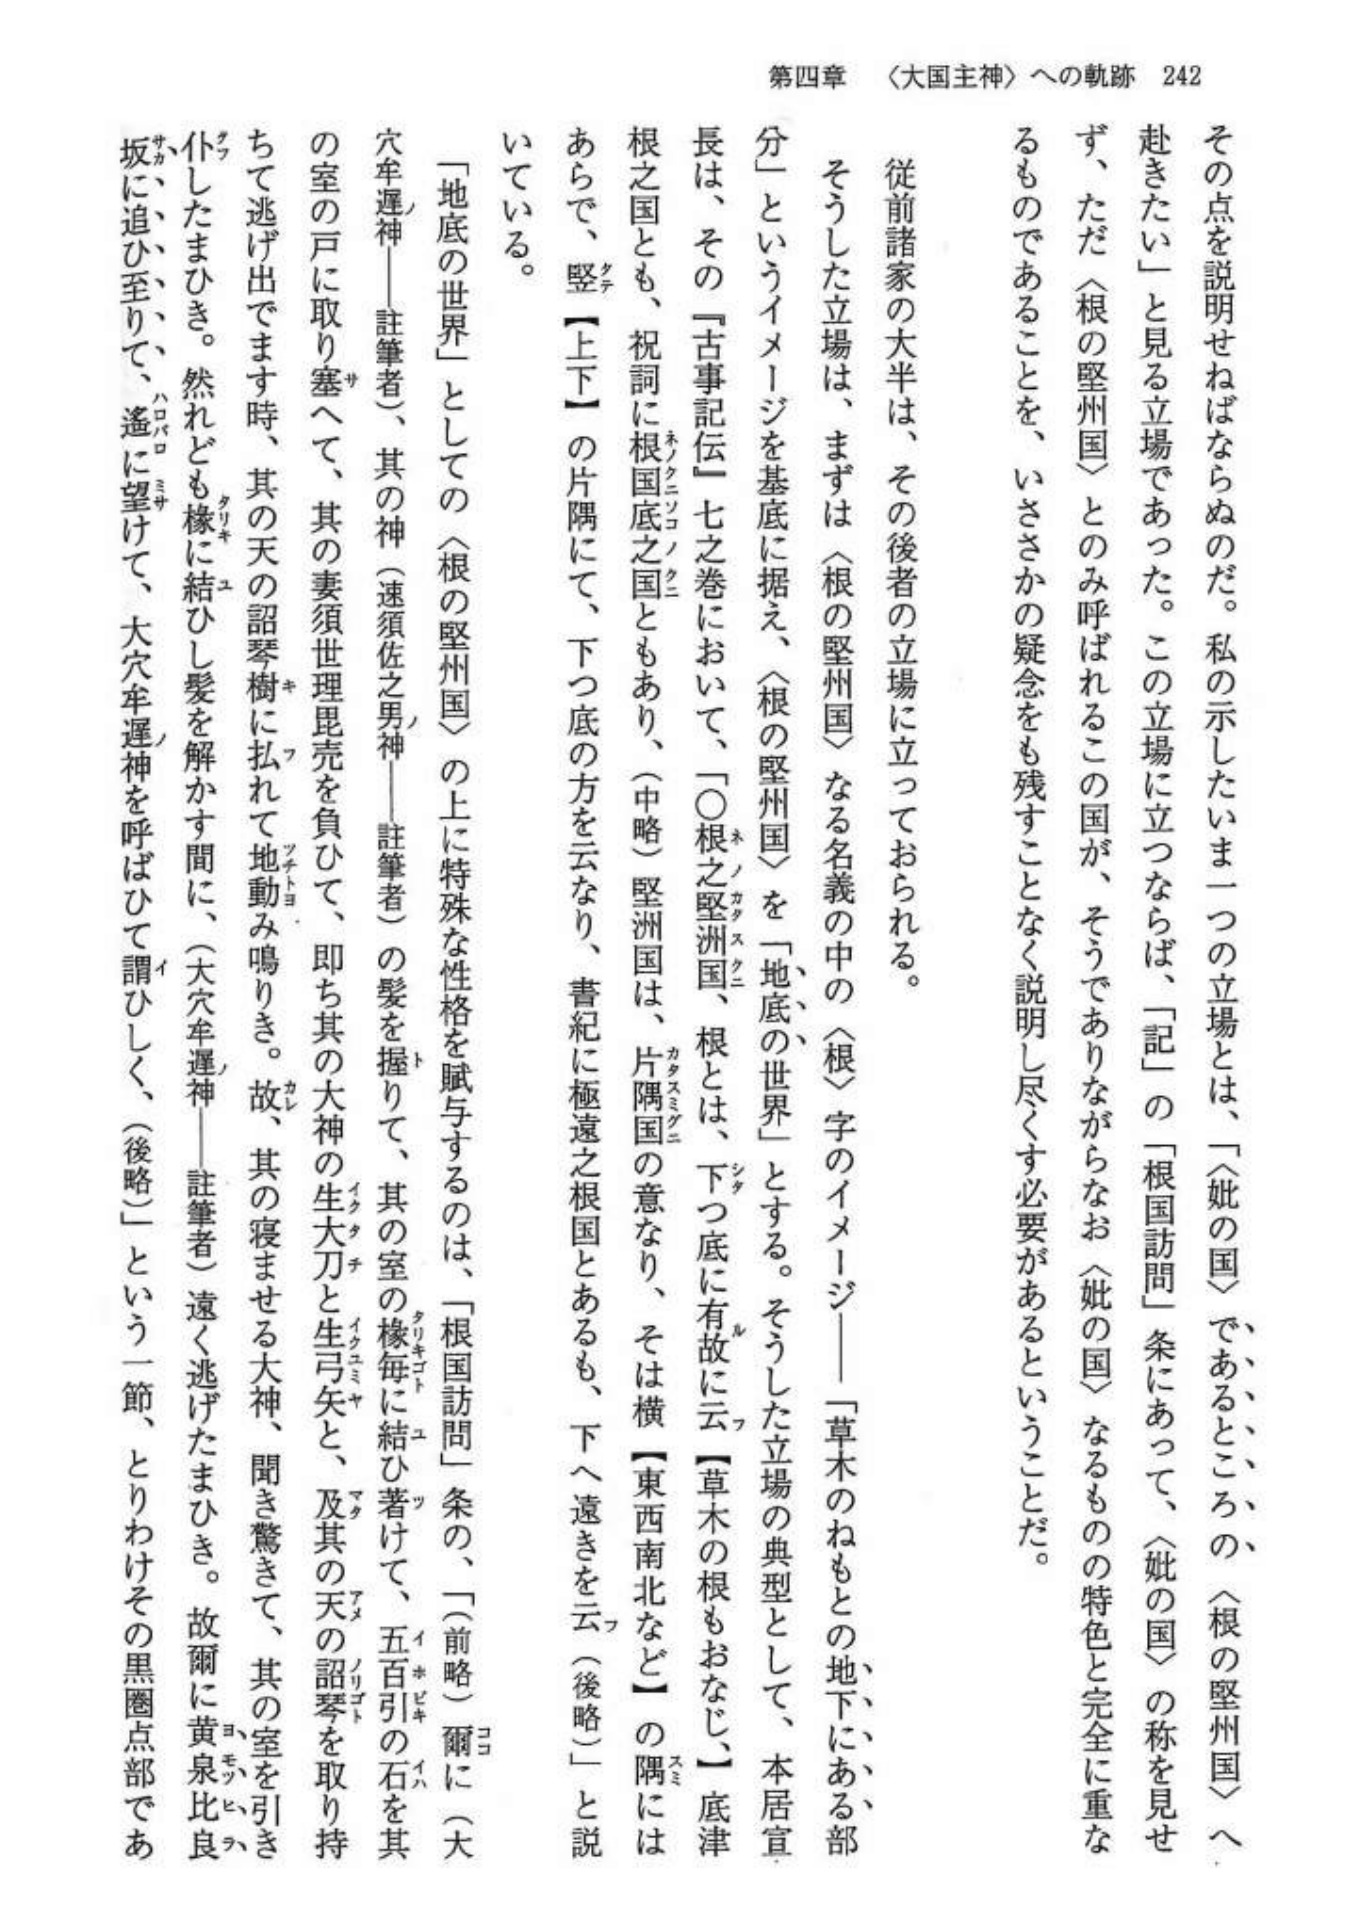 第四章　〈大国主神〉への軌跡　242
その点を説明せねばならぬのだ。私の示したいま一つの立場とは、「〈妣の国〉であるところの〈根の堅州国〉へ
赴きたい」と見る立場であった。この立場に立つならば、「記」の「根国訪問」条にあって、〈妣の国〉の称を見せ
ず、ただ〈根の堅州国〉とのみ呼ばれるこの国が、そうでありながらなお〈妣の国〉なるものの特色と完全に重な
るものであることを、いささかの疑念をも残すことなく説明し尽くす必要があるということだ。
従前諸家の大半は、その後者の立場に立っておられる。
そうした立場は、まずは〈根の堅州国〉なる名義の中の〈根〉字のイメージ――「草木のねもとの地下にある部
分」というイメージを基底に据え、〈根の堅州国〉を「地底の世界」とする。そうした立場の典型として、本居宣
長は、その『古事記伝』七之巻において、「〇根之堅洲国、根とは、下つ底に有故に云【草木の根もおなじ、】底津
根之国とも、祝詞に根国底之国ともあり、（中略）堅洲国は、片隅国の意なり、そは横【東西南北など】の隅には
あらで、竪【上下】の片隅にて、下つ底の方を云なり、書紀に極遠之根国とあるも、下へ遠きを云（後略）」と説
いている。
「地底の世界」としての〈根の堅州国〉の上に特殊な性格を賦与するのは、「根国訪問」条の、「（前略）爾に（大
穴牟遅神――註筆者）、其の神（速須佐之男神――註筆者）の髪を握りて、其の室の椽毎に結ひ著けて、五百引の石を其
の室の戸に取り塞へて、其の妻須世理毘売を負ひて、即ち其の大神の生大刀と生弓矢と、及其の天の詔琴を取り持
ちて逃げ出でます時、其の天の詔琴樹に払れて地動み鳴りき。故、其の寝ませる大神、聞き驚きて、其の室を引き
仆したまひき。然れども椽に結ひし髪を解かす間に、（大穴牟遅神――註筆者）遠く逃げたまひき。故爾に黄泉比良
坂に追ひ至りて、遙に望けて、大穴牟遅神を呼ばひて謂ひしく、（後略）」という一節、とりわけその黒圏点部であ